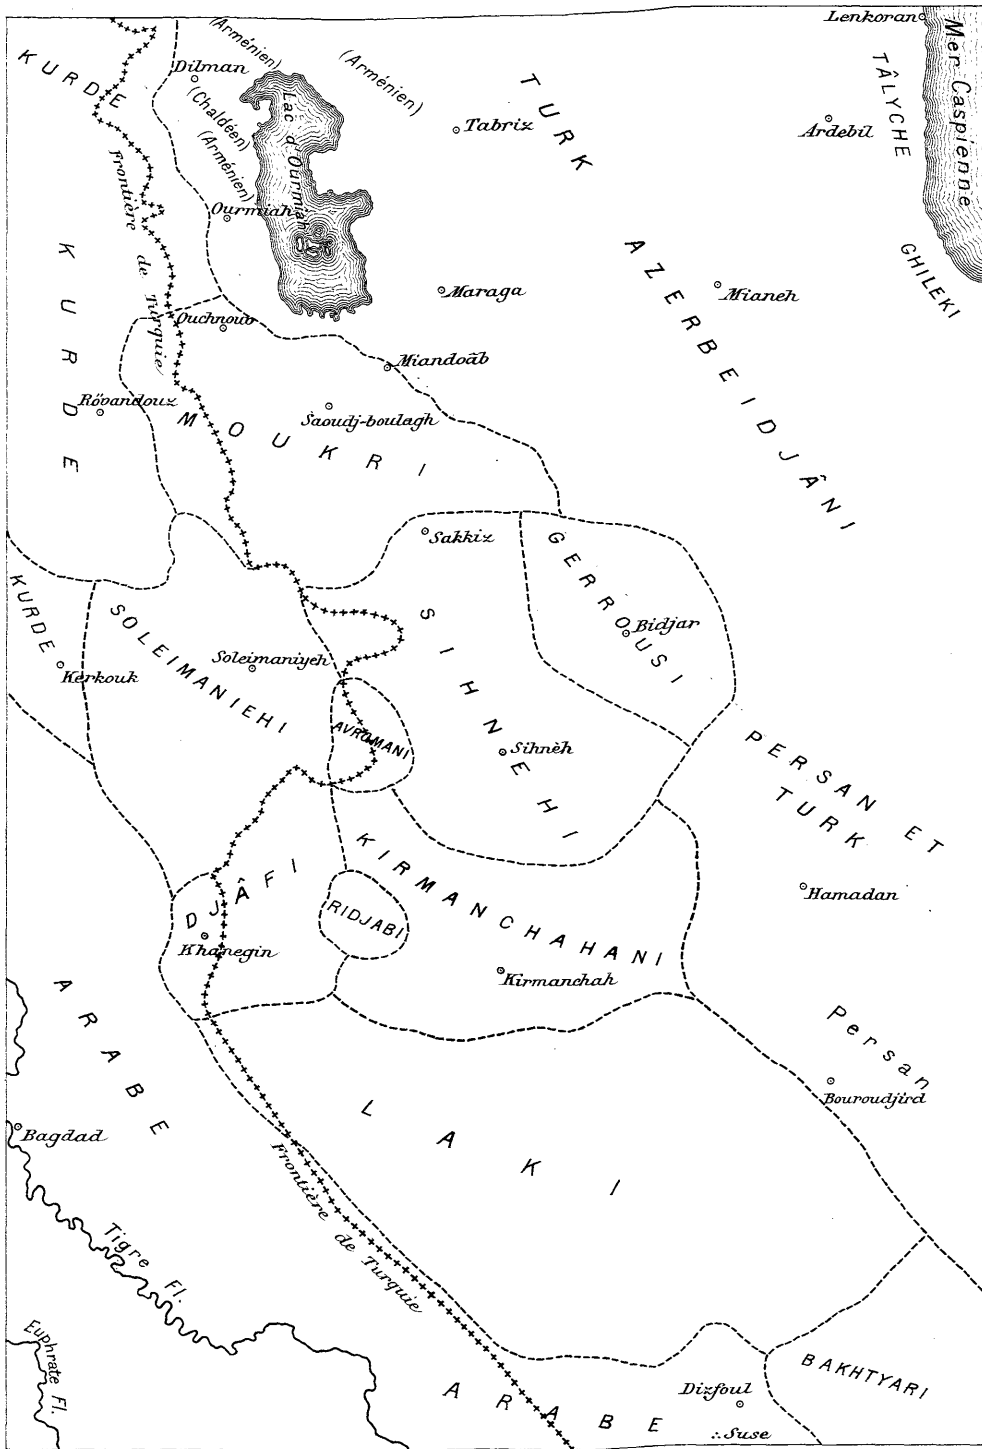 Lenkoran
Mer Caspienne
KURDE
(Arménien)
(Arménien)
Dilman
(Chaldéen)
(Arménien)
Lac d'Ourmiah
Tabriz
TURK AZERBEIDJÂNI
TÂLYCHE
Ardebil
Frontière de Turquie
Ourmiah
KURDE
GHILEKI
Maraga
Mianeh
Ouchnoub
Miandoâb
Rôvandouz
Saoudj-boulagh
MOUKRI
Sakkiz
GERROUSI
Bidjar
KURDE
Kerkouk
SOLEIMANIEHI
Soleimaniyeh
SIHNEHI
AVROMANI
Sihnèh
PERSAN ET
TURK
KIRMANCHAHANI
DJÂFI
RIDJABI
Hamadan
Khanegin
Kirmanchah
ARABE
Persan
Bouroudjird
LAKI
Bagdad
Frontière de Turquie
Tigre Fl.
Euphrate Fl.
BAKHTYARI
ARABE
Dizfoul
Suse